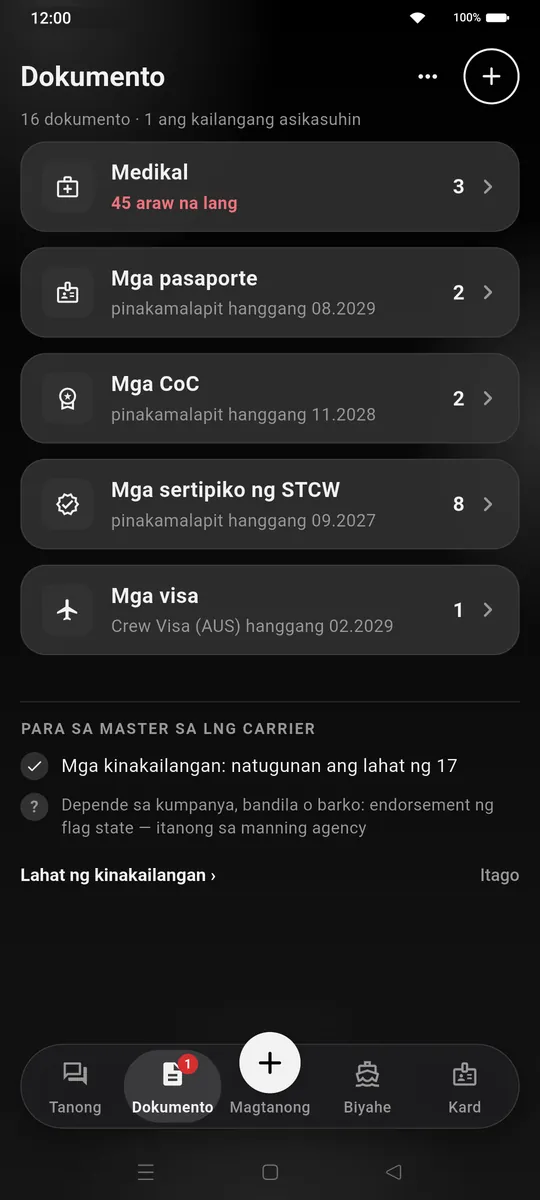 12:00
100%
Dokumento
16 dokumento · 1 ang kailangang asikasuhin
Medikal
45 araw na lang
3
Mga pasaporte
pinakamalapit hanggang 08.2029
2
Mga CoC
pinakamalapit hanggang 11.2028
2
Mga sertipiko ng STCW
pinakamalapit hanggang 09.2027
8
Mga visa
Crew Visa (AUS) hanggang 02.2029
1
PARA SA MASTER SA LNG CARRIER
Mga kinakailangan: natugunan ang lahat ng 17
?
Depende sa kumpanya, bandila o barko: endorsement ng
flag state — itanong sa manning agency
Lahat ng kinakailangan ›
Itago
1
Tanong
Dokumento
Magtanong
Biyahe
Kard